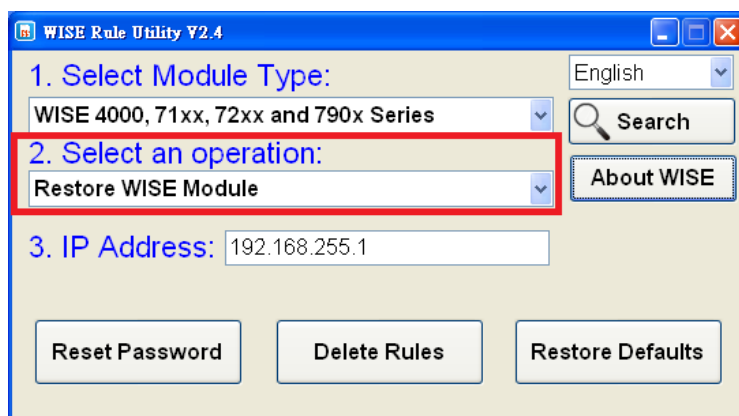 WISE Rule Utility V2.4
1. Select Module Type:
English
WISE 4000, 71xx, 72xx and 790x Series
Search
2. Select an operation:
Restore WISE Module
About WISE
3. IP Address: 192.168.255.1
Reset Password
Delete Rules
Restore Defaults